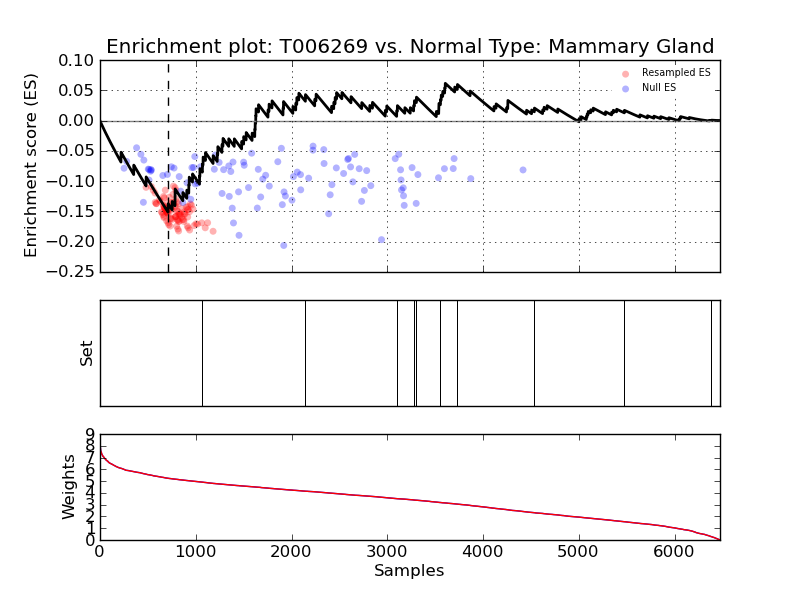 Enrichment plot: T006269 vs. Normal Type: Mammary Gland
Enrichment score (ES)
0.10
0.05
0.00
−0.05
−0.10
−0.15
−0.20
−0.25
Resampled ES
Null ES
Set
Weights
9
8
7
6
5
4
3
2
1
0
0 1000 2000 3000 4000 5000 6000
Samples